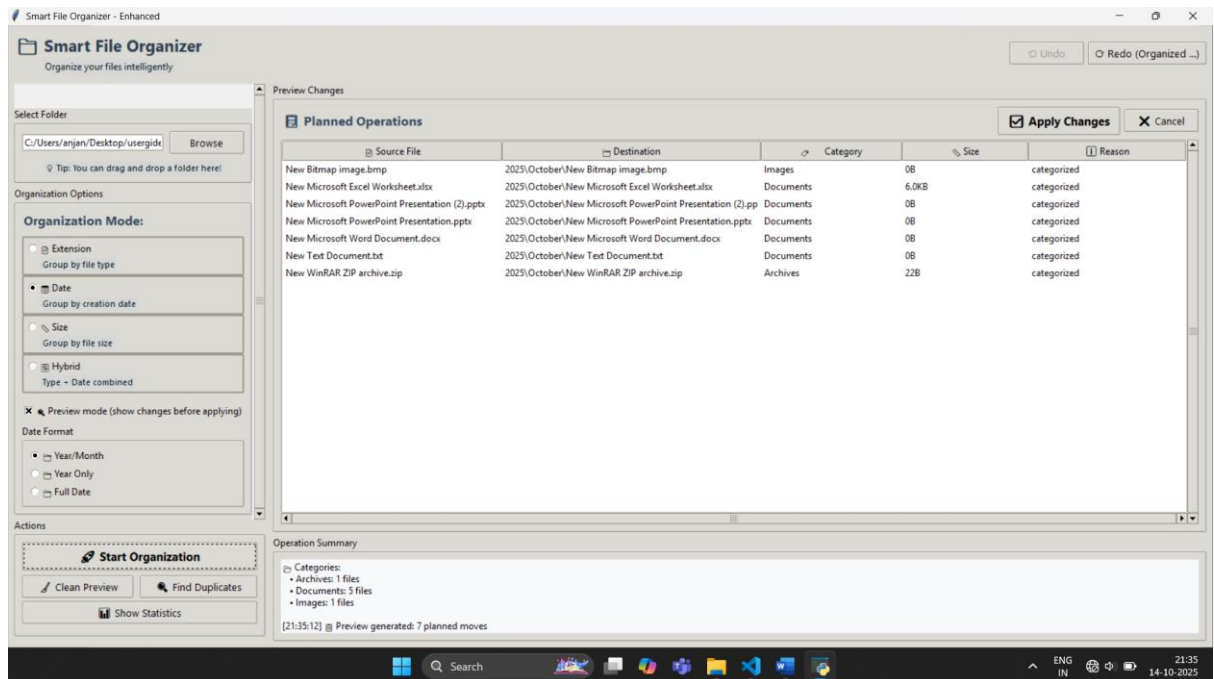 Smart File Organizer - Enhanced
Smart File Organizer
Organize your files intelligently
Undo
Redo (Organized ...)
Select Folder
C:/Users/anjan/Desktop/usergide
Browse
Tip: You can drag and drop a folder here!
Organization Options
Organization Mode:
Extension
Group by file type
Date
Group by creation date
Size
Group by file size
Hybrid
Type + Date combined
Preview mode (show changes before applying)
Date Format
Year/Month
Year Only
Full Date
Actions
Start Organization
Clean Preview
Find Duplicates
Show Statistics
Preview Changes
Planned Operations
Apply Changes
Cancel
Source File Destination Category Size Reason
New Bitmap image.bmp 2025\October\New Bitmap image.bmp Images 0B categorized
New Microsoft Excel Worksheet.xlsx 2025\October\New Microsoft Excel Worksheet.xlsx Documents 6.0KB categorized
New Microsoft PowerPoint Presentation (2).pptx 2025\October\New Microsoft PowerPoint Presentation (2).pp Documents 0B categorized
New Microsoft PowerPoint Presentation.pptx 2025\October\New Microsoft PowerPoint Presentation.pptx Documents 0B categorized
New Microsoft Word Document.docx 2025\October\New Microsoft Word Document.docx Documents 0B categorized
New Text Document.txt 2025\October\New Text Document.txt Documents 0B categorized
New WinRAR ZIP archive.zip 2025\October\New WinRAR ZIP archive.zip Archives 22B categorized
Operation Summary
Categories:
• Archives: 1 files
• Documents: 5 files
• Images: 1 files
[21:35:12] Preview generated: 7 planned moves
Search
ENG
IN
21:35
14-10-2025